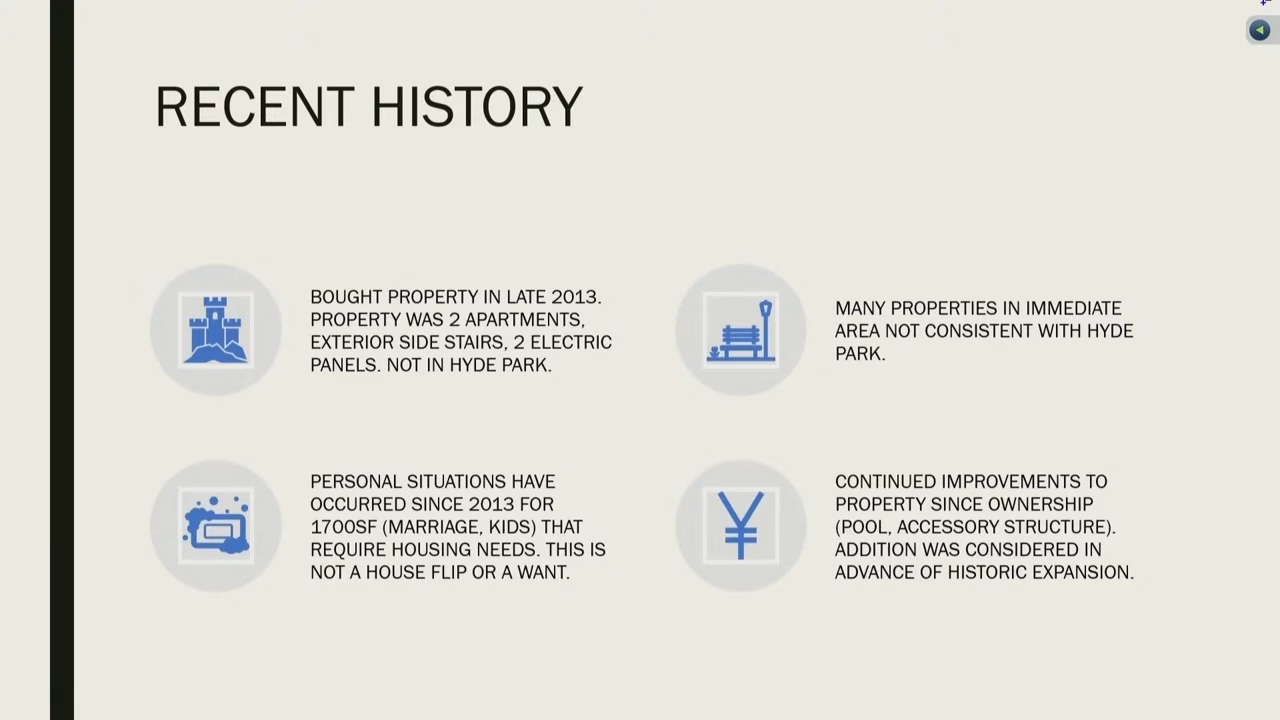 RECENT HISTORY
BOUGHT PROPERTY IN LATE 2013.
PROPERTY WAS 2 APARTMENTS,
EXTERIOR SIDE STAIRS, 2 ELECTRIC
PANELS. NOT IN HYDE PARK.
MANY PROPERTIES IN IMMEDIATE
AREA NOT CONSISTENT WITH HYDE
PARK.
PERSONAL SITUATIONS HAVE
OCCURRED SINCE 2013 FOR
1700SF (MARRIAGE, KIDS) THAT
REQUIRE HOUSING NEEDS. THIS IS
NOT A HOUSE FLIP OR A WANT.
¥
CONTINUED IMPROVEMENTS TO
PROPERTY SINCE OWNERSHIP
(POOL, ACCESSORY STRUCTURE).
ADDITION WAS CONSIDERED IN
ADVANCE OF HISTORIC EXPANSION.